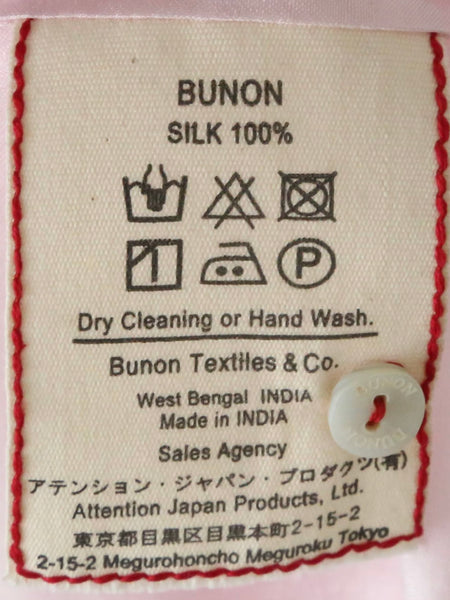 BUNON
SILK 100%
P
Dry Cleaning or Hand Wash.
Bunon Textiles & Co.
West Bengal INDIA
Made in INDIA
Sales Agency
アテンション・ジャパン・プロダクツ(有)
Attention Japan Products, Ltd.
東京都目黒区目黒本町2-15-2
2-15-2 Megurohoncho Meguroku Tokyo
BUNON
BUNON